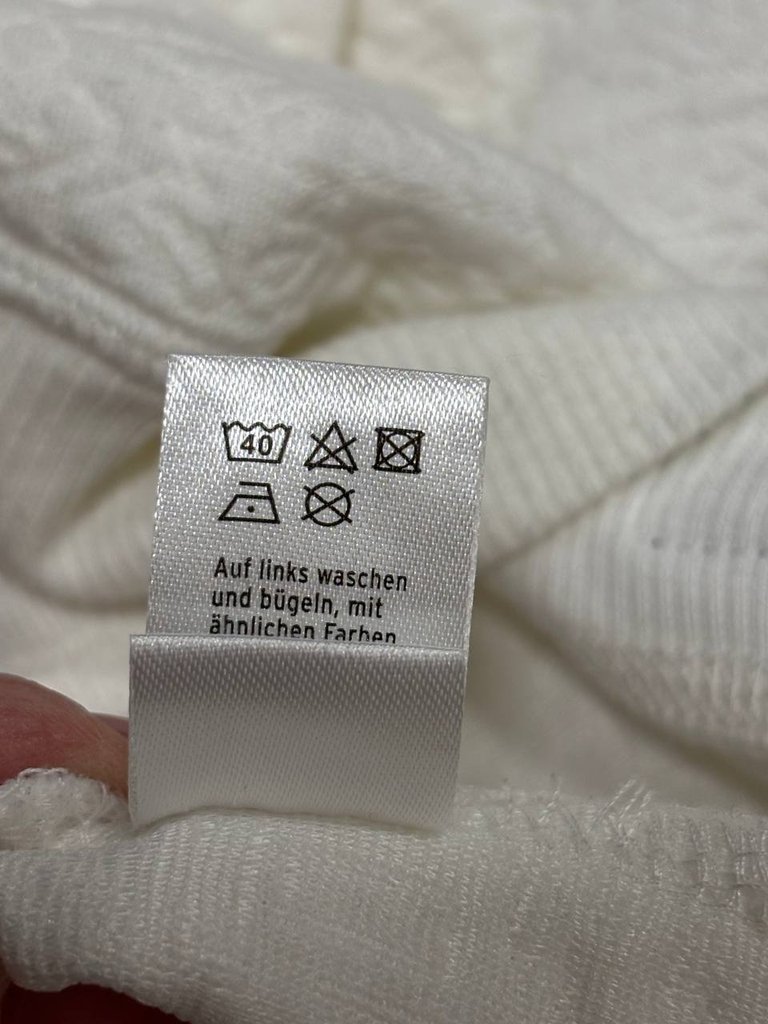 40
Auf links waschen
und bügeln, mit
ähnlichen Farben